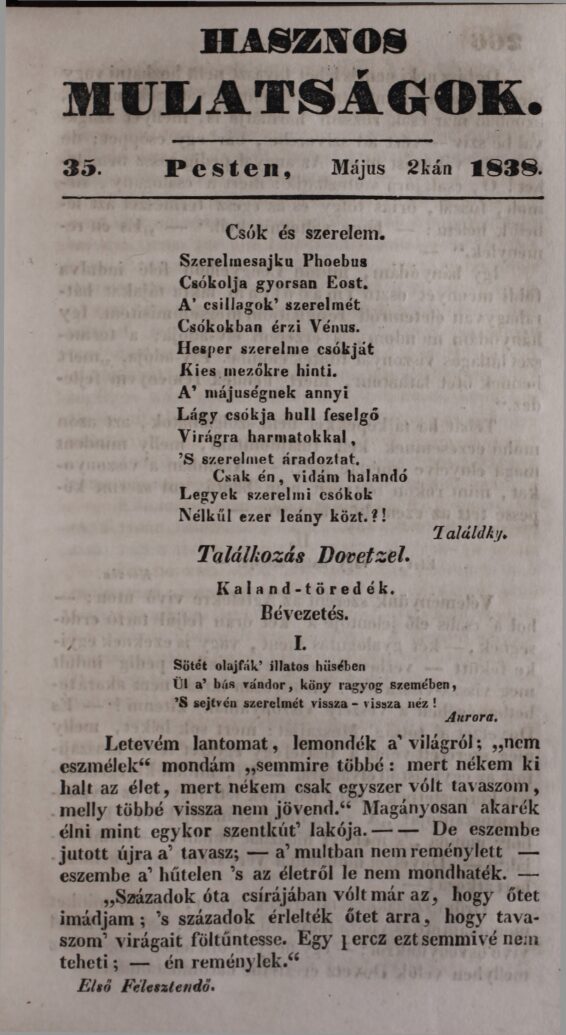 HASZNOS
MULATSÁGOK.
35. Pesten, Május 2kán 1838.
Csók és szerelem.
Szerelmesajku Phoebus
Csókolja gyorsan Eost.
A' csillagok' szerelmét
Csókokban érzi Vénus.
Hesper szerelme csókját
Kies mezőkre hinti.
A' májuségnek annyi
Lágy csókja hull feselgő
Virágra harmatokkal,
'S szerelmet áradoztat.
Csak én, vidám halandó
Legyek szerelmi csókok
Nélkűl ezer leány közt.?!
Találdky.
Találkozás Dovetzel.
Kaland-töredék.
Bévezetés.
I.
Sötét olajfák' illatos hüsében
Ül a' bús vándor, köny ragyog szemében,
'S sejtvén szerelmét vissza - vissza néz!
Aurora.
Letevém lantomat, lemondék a' világról; „nem
eszmélek“ mondám „semmire többé: mert nékem ki
halt az élet, mert nékem csak egyszer vólt tavaszom,
melly többé vissza nem jövend.“ Magányosan akarék
élni mint egykor szentkút' lakója. — — De eszembe
jutott újra a' tavasz; — a' multban nem reménylett —
eszembe a' hűtelen 's az életről le nem mondhaték. —
„Századok óta csírájában vólt már az, hogy őtet
imádjam; 's századok érlelték őtet arra, hogy tava-
szom' virágait föltűntesse. Egy percz ezt semmivé nem
teheti; — én reménylek.“
Első Félesztendő.